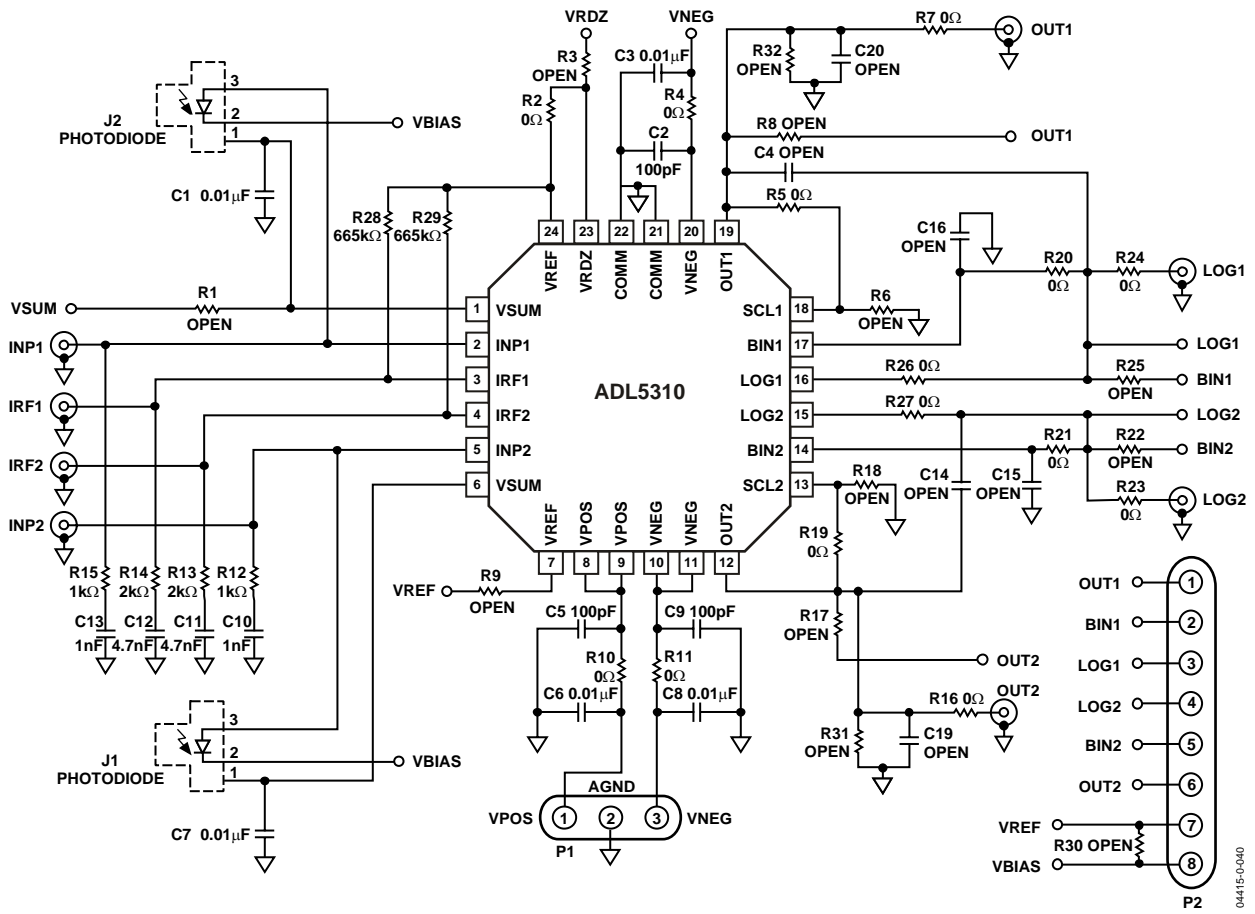 VRDZ
VNEG
R7 0Ω
OUT1
R3
OPEN
C3 0.01µF
R32
OPEN
C20
OPEN
3
2
1
J2
PHOTODIODE
VBIAS
R2
0Ω
R4
0Ω
R8 OPEN
OUT1
C2
100pF
C4 OPEN
C1 0.01µF
R5 0Ω
R28
665kΩ
R29
665kΩ
24
23
22
21
20
19
VREF
VRDZ
COMM
COMM
VNEG
OUT1
C16
OPEN
R20
0Ω
R24
0Ω
LOG1
VSUM
R1
OPEN
1
VSUM
18
SCL1
R6
OPEN
INP1
2
INP1
17
BIN1
LOG1
IRF1
3
IRF1
16
LOG1
R26 0Ω
R25
OPEN
BIN1
ADL5310
4
IRF2
15
LOG2
R27 0Ω
LOG2
IRF2
5
INP2
14
BIN2
R21
0Ω
R22
OPEN
BIN2
6
VSUM
13
SCL2
R18
OPEN
C14
OPEN
C15
OPEN
R23
0Ω
LOG2
INP2
VREF
VPOS
VPOS
VNEG
VNEG
OUT2
7
8
9
10
11
12
R19
0Ω
R15
1kΩ
R14
2kΩ
R13
2kΩ
R12
1kΩ
VREF
R9
OPEN
C13
1nF
C12
4.7nF
C11
4.7nF
C10
1nF
C5 100pF
C9 100pF
R17
OPEN
R10
0Ω
R11
0Ω
OUT2
C6 0.01µF
C8 0.01µF
R16 0Ω
OUT2
R31
OPEN
C19
OPEN
3
2
1
J1
PHOTODIODE
VBIAS
C7 0.01µF
AGND
VPOS
1
2
3
VNEG
P1
OUT1
1
BIN1
2
LOG1
3
LOG2
4
BIN2
5
OUT2
6
VREF
7
R30 OPEN
VBIAS
8
P2
04415-0-040